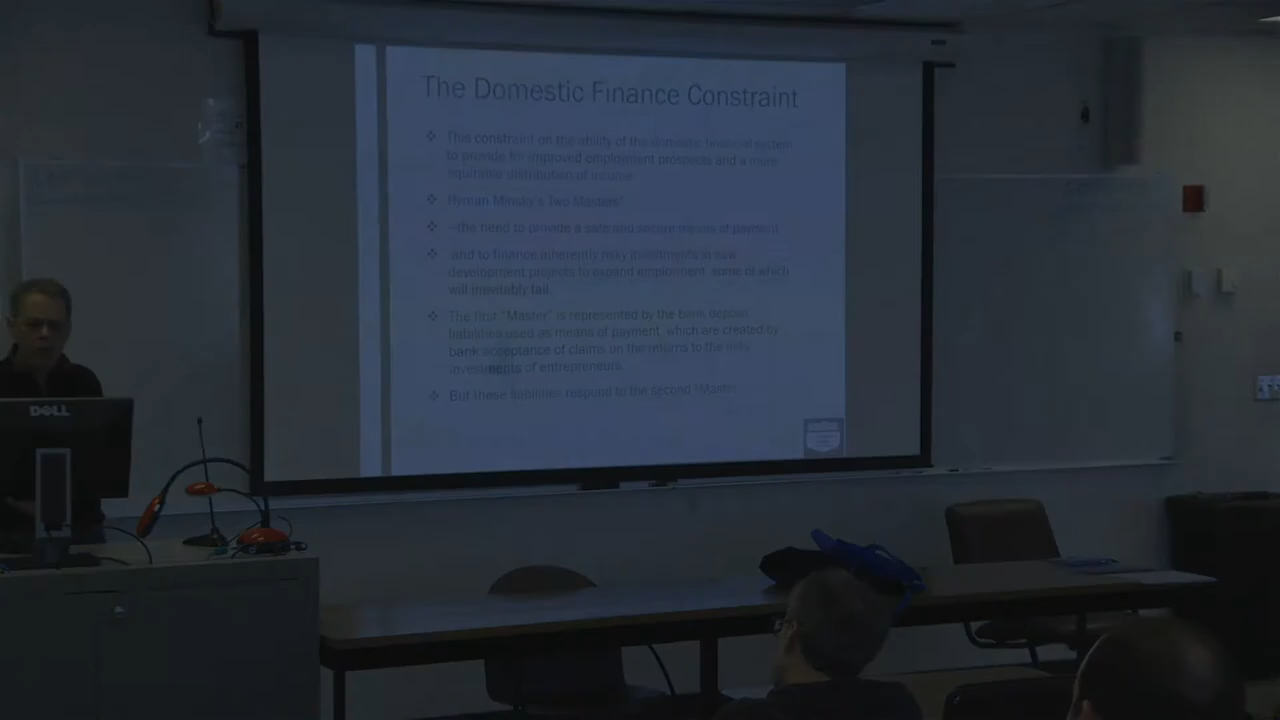 The Domestic Finance Constraint
This constraint on the ability of the domestic financial system
to provide for improved employment prospects and a more
equitable distribution of income.
Hyman Minsky's Two Masters"
--the need to provide a safe and secure means of payment
and to finance inherently risky investments in new
development projects to expand employment, some of which
will inevitably fail.
The first "Master" is represented by the bank deposit
liabilities used as means of payment, which are created by
bank acceptance of claims on the returns to the risky
investments of entrepreneurs.
But these liabilities respond to the second "Master
DELL